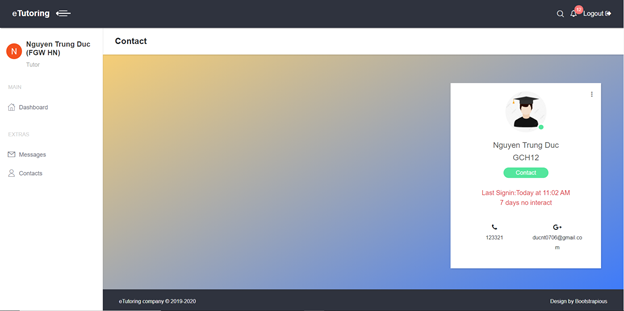 eTutoring
Logout
N
Nguyen Trung Duc
(FGW HN)
Tutor
MAIN
Dashboard
EXTRAS
Messages
Contacts
Contact
Nguyen Trung Duc
GCH12
Contact
Last Signin:Today at 11:02 AM
7 days no interact
123321
G+
ducnt0706@gmail.co
m
eTutoring company © 2019-2020
Design by Bootstrapious